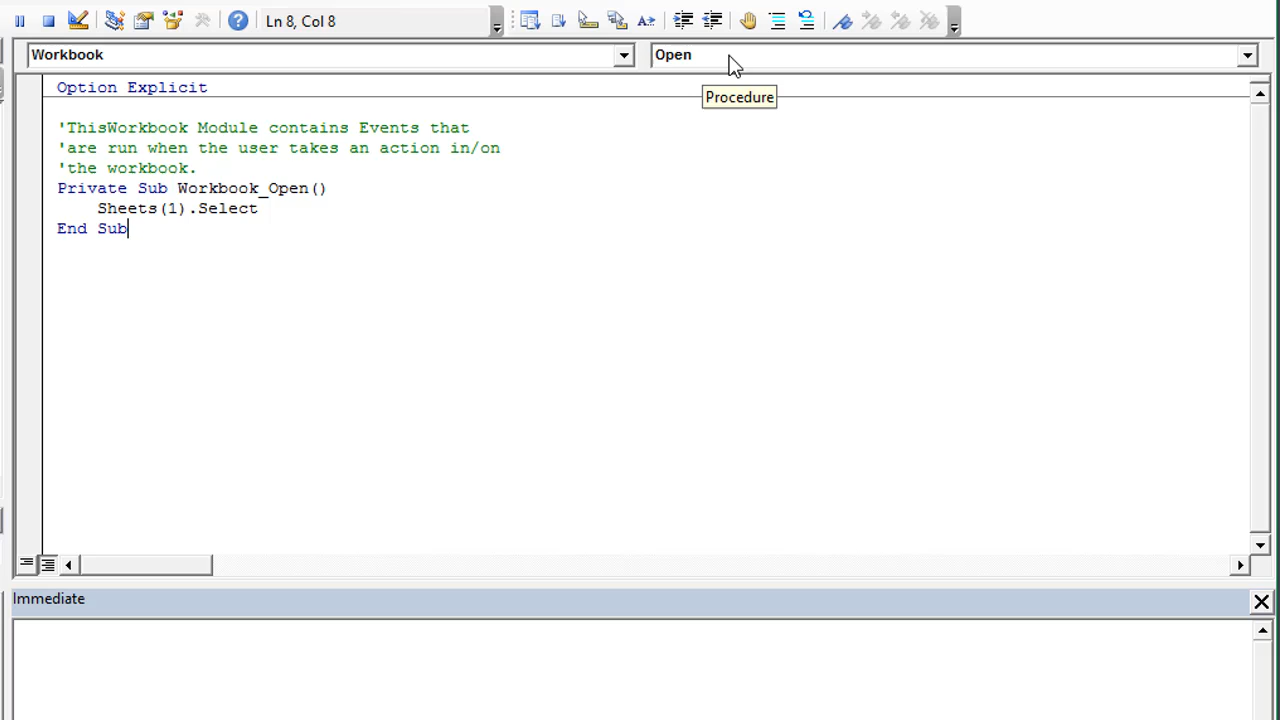 Ln 8, Col 8
Workbook
Open
Procedure
Option Explicit
'ThisWorkbook Module contains Events that
'are run when the user takes an action in/on
'the workbook.
Private Sub Workbook_Open()
Sheets(1).Select
End Sub
Immediate